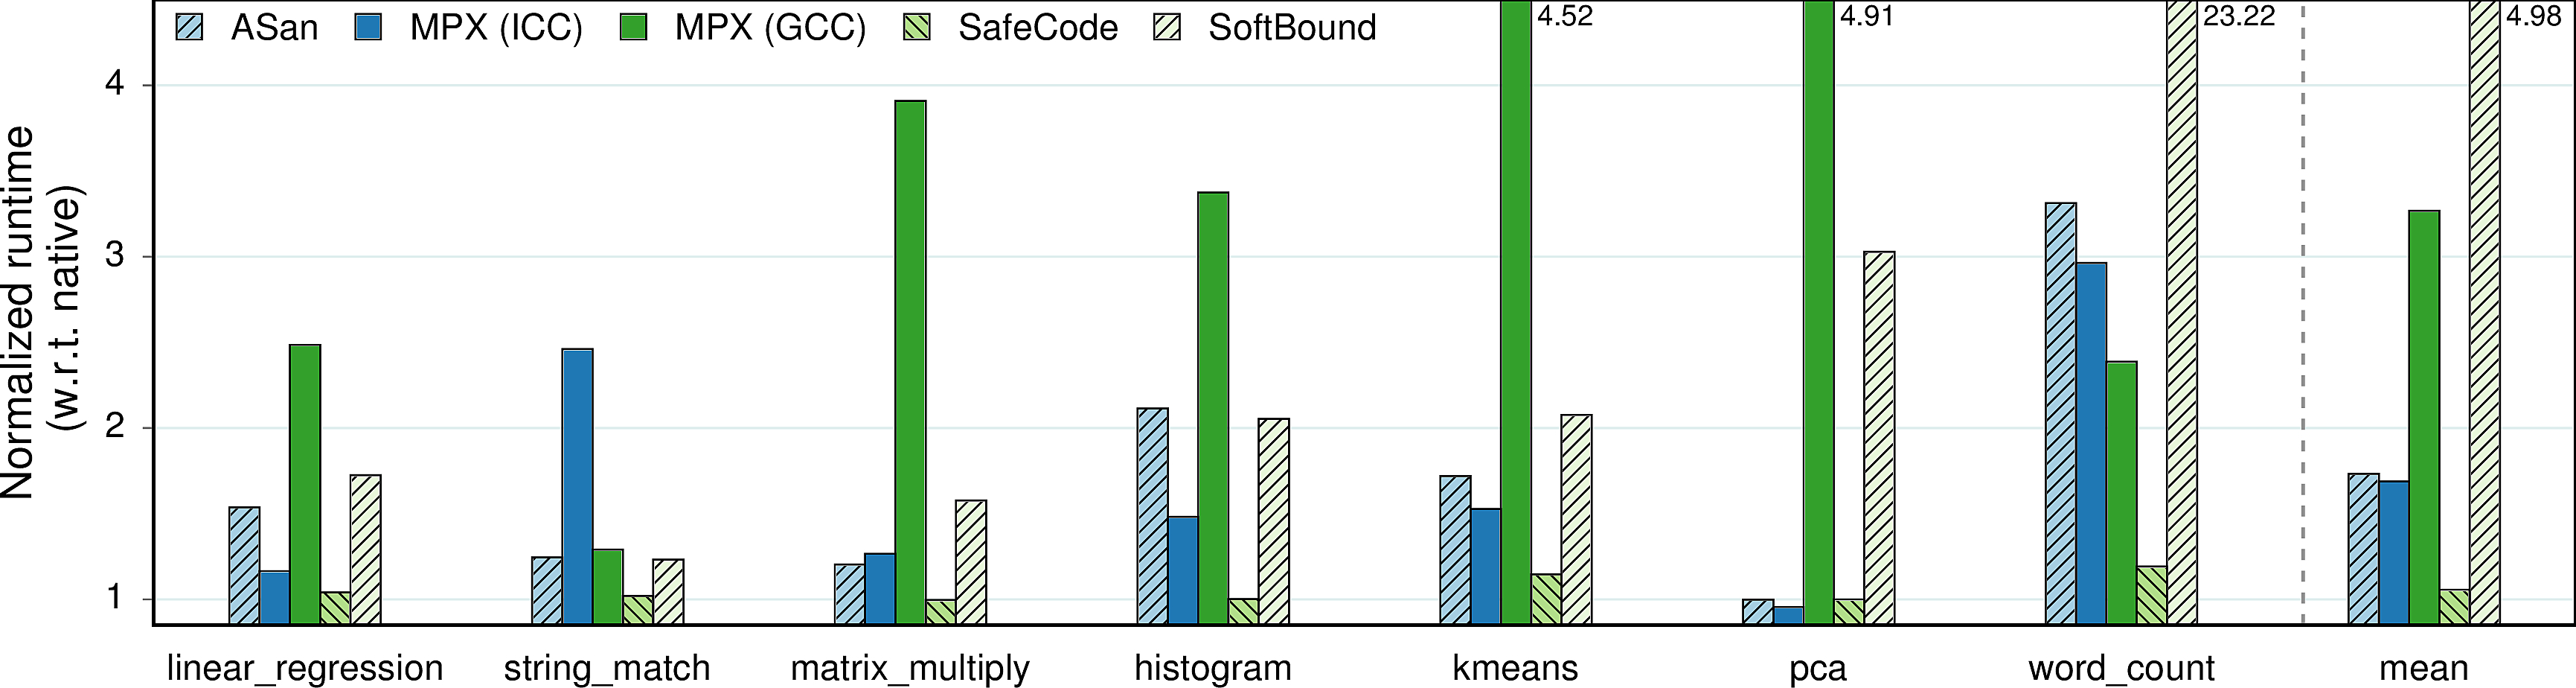 ASan MPX (ICC) MPX (GCC) SafeCode SoftBound
4.52
4.91
23.22
4.98
Normalized runtime
(w.r.t. native)
4
3
2
1
linear_regression string_match matrix_multiply histogram kmeans pca word_count mean